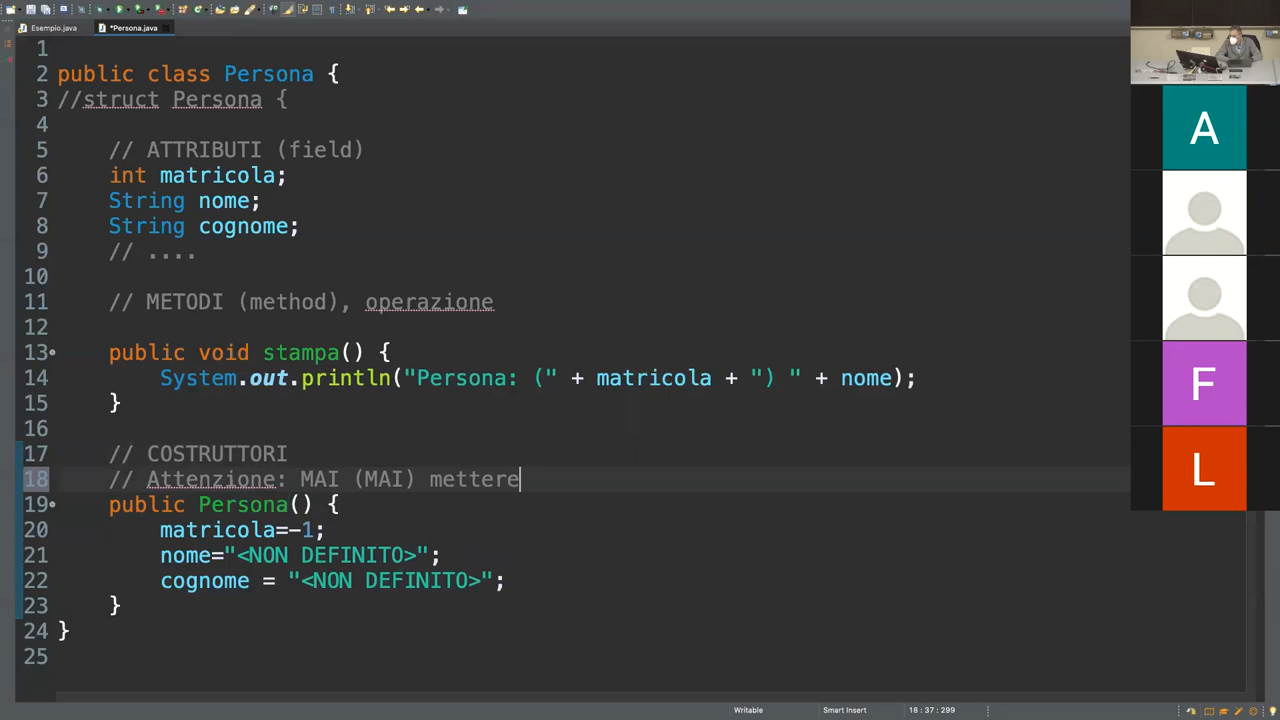 Esempio.java
*Persona.java
1
2 public class Persona {
3 //struct Persona {
4
5 // ATTRIBUTI (field)
6 int matricola;
7 String nome;
8 String cognome;
9 // ....
10
11 // METODI (method), operazione
12
13 public void stampa() {
14 System.out.println("Persona: (" + matricola + ") " + nome);
15 }
16
17 // COSTRUTTORI
18 // Attenzione: MAI (MAI) mettere
19 public Persona() {
20 matricola=-1;
21 nome="<NON DEFINITO>";
22 cognome = "<NON DEFINITO>";
23 }
24 }
25
A
F
L
Writable
Smart Insert
18 : 37 : 299